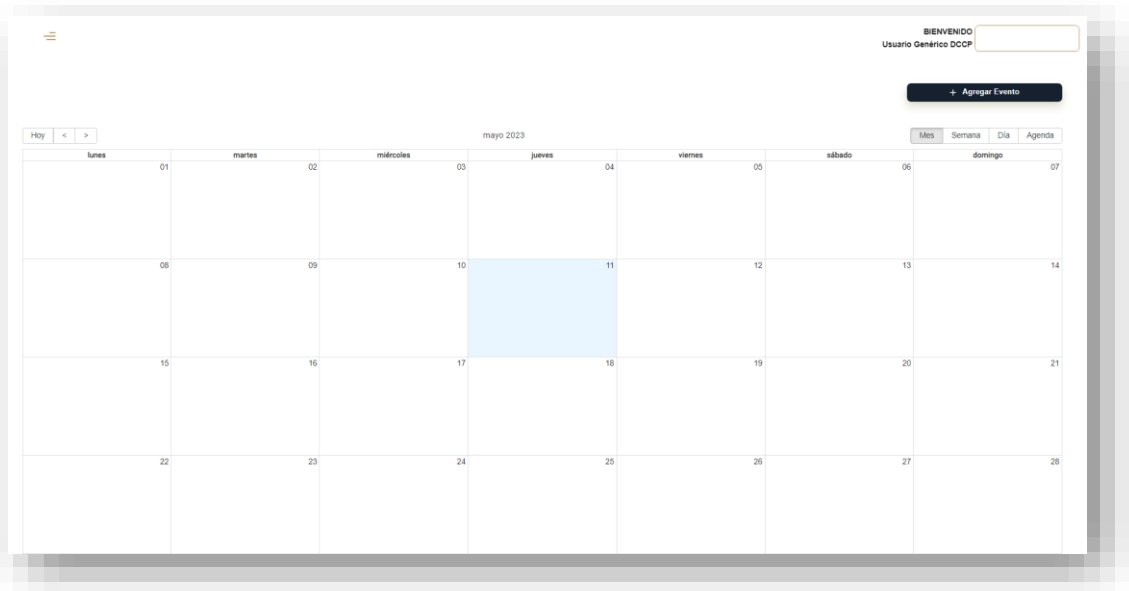 BIENVENIDO
Usuario Genérico DCCP
+ Agregar Evento
Hoy < > mayo 2023 Mes Semana Día Agenda
lunes martes miércoles jueves viernes sábado domingo
01 02 03 04 05 06 07
08 09 10 11 12 13 14
15 16 17 18 19 20 21
22 23 24 25 26 27 28